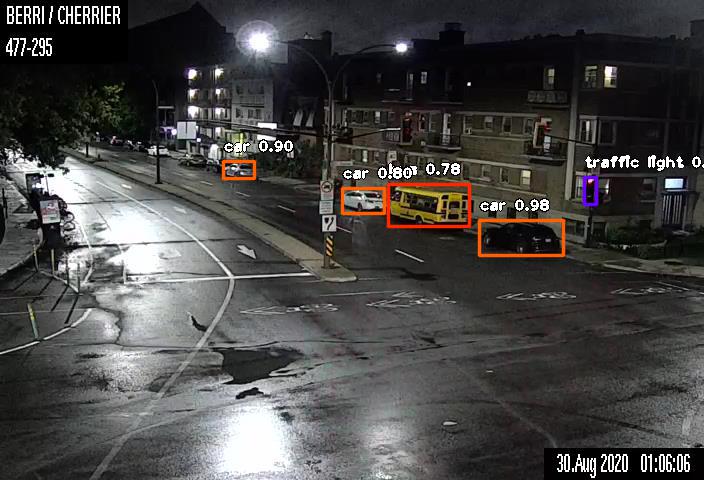 BERRI / CHERRIER
477-295
car 0.90
car 0.80
s 0.78
traffic light 0.
car 0.98
30.Aug 2020 01:06:06